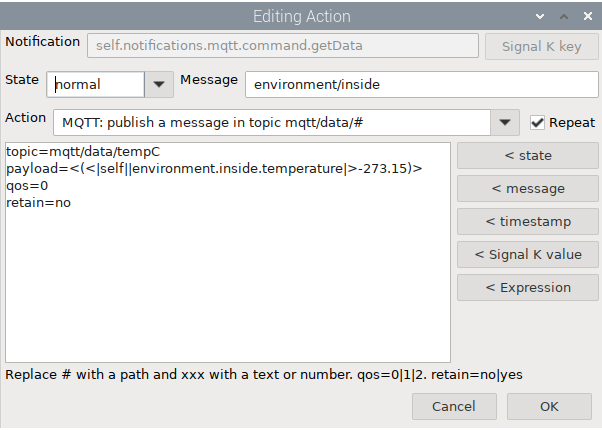 Editing Action
Notification self.notifications.mqtt.command.getData Signal K key
State normal Message environment/inside
Action MQTT: publish a message in topic mqtt/data/# Repeat
topic=mqtt/data/tempC
payload=<(<|self||environment.inside.temperature|>-273.15)>
qos=0
retain=no
< state
< message
< timestamp
< Signal K value
< Expression
Replace # with a path and xxx with a text or number. qos=0|1|2. retain=no|yes
Cancel OK